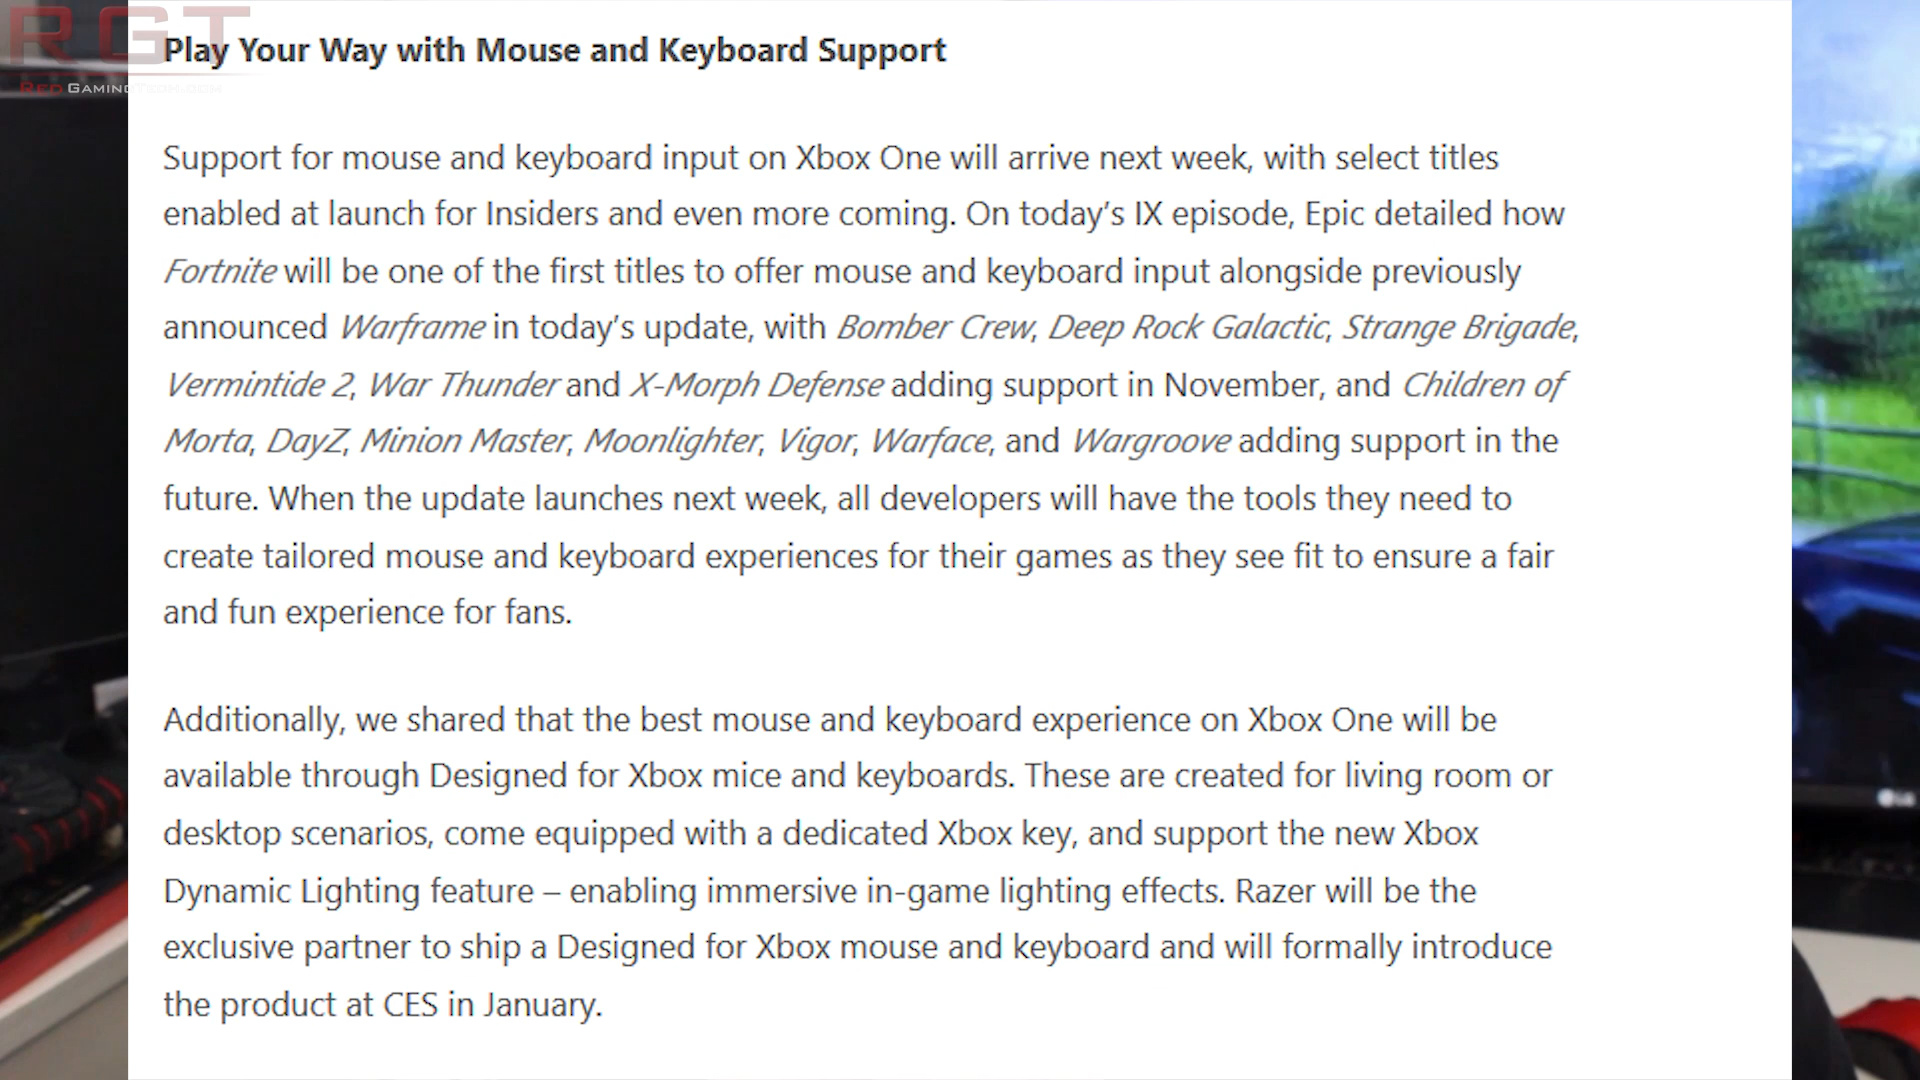 RGT
RED GAMINGTECH.COM
Play Your Way with Mouse and Keyboard Support
Support for mouse and keyboard input on Xbox One will arrive next week, with select titles
enabled at launch for Insiders and even more coming. On today’s IX episode, Epic detailed how
Fortnite will be one of the first titles to offer mouse and keyboard input alongside previously
announced Warframe in today’s update, with Bomber Crew, Deep Rock Galactic, Strange Brigade,
Vermintide 2, War Thunder and X-Morph Defense adding support in November, and Children of
Morta, DayZ, Minion Master, Moonlighter, Vigor, Warface, and Wargroove adding support in the
future. When the update launches next week, all developers will have the tools they need to
create tailored mouse and keyboard experiences for their games as they see fit to ensure a fair
and fun experience for fans.
Additionally, we shared that the best mouse and keyboard experience on Xbox One will be
available through Designed for Xbox mice and keyboards. These are created for living room or
desktop scenarios, come equipped with a dedicated Xbox key, and support the new Xbox
Dynamic Lighting feature – enabling immersive in-game lighting effects. Razer will be the
exclusive partner to ship a Designed for Xbox mouse and keyboard and will formally introduce
the product at CES in January.
LG